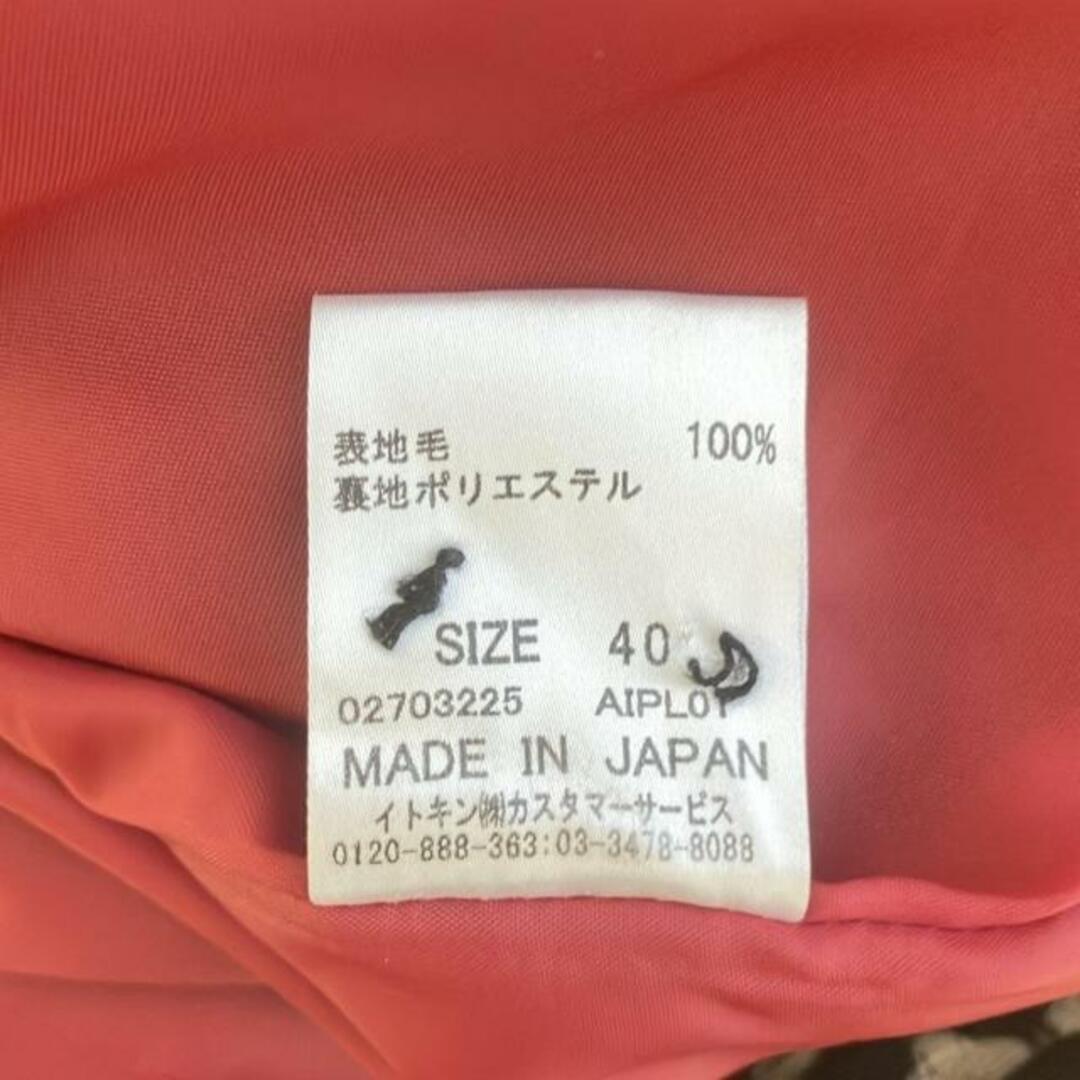 表地毛 100%
裏地ポリエステル
SIZE 40
02703225 AIPL01
MADE IN JAPAN
イトキン㈱カスタマーサービス
0120-888-363:03-3478-8088